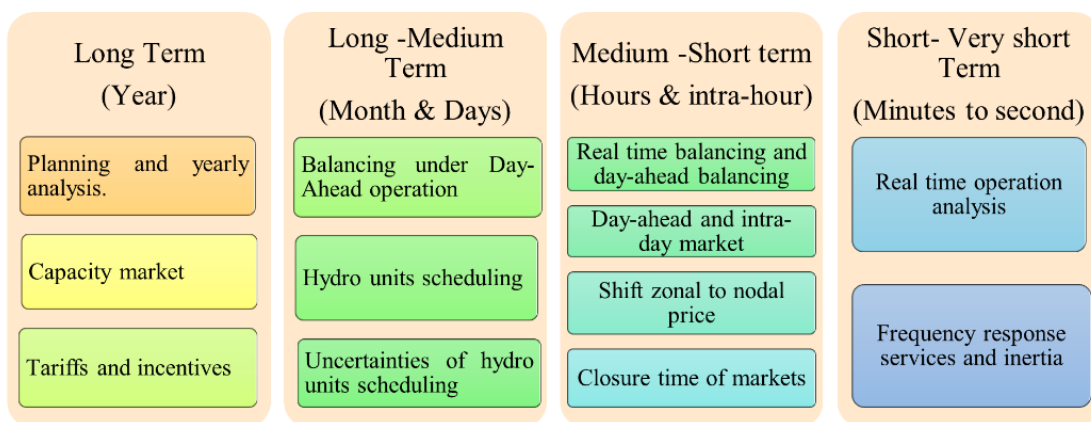 Long Term
(Year)
Planning and yearly
analysis.
Capacity market
Tariffs and incentives
Long -Medium
Term
(Month & Days)
Balancing under Day-
Ahead operation
Hydro units scheduling
Uncertainties of hydro
units scheduling
Medium -Short term
(Hours & intra-hour)
Real time balancing and
day-ahead balancing
Day-ahead and intra-
day market
Shift zonal to nodal
price
Closure time of markets
Short- Very short
Term
(Minutes to second)
Real time operation
analysis
Frequency response
services and inertia